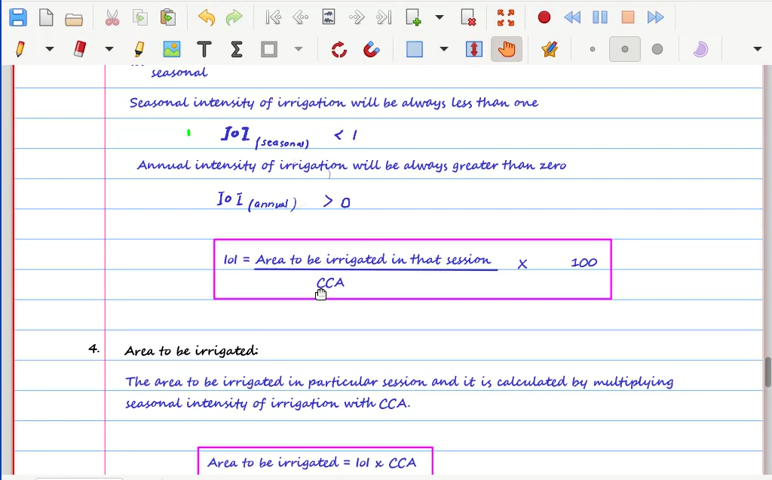 seasonal
Seasonal intensity of irrigation will be always less than one
IOI (seasonal) < 1
Annual intensity of irrigation will be always greater than zero
IOI (annual) > 0
IOI = Area to be irrigated in that session X 100
CCA
4. Area to be irrigated:
The area to be irrigated in particular session and it is calculated by multiplying
seasonal intensity of irrigation with CCA.
Area to be irrigated = IOI x CCA